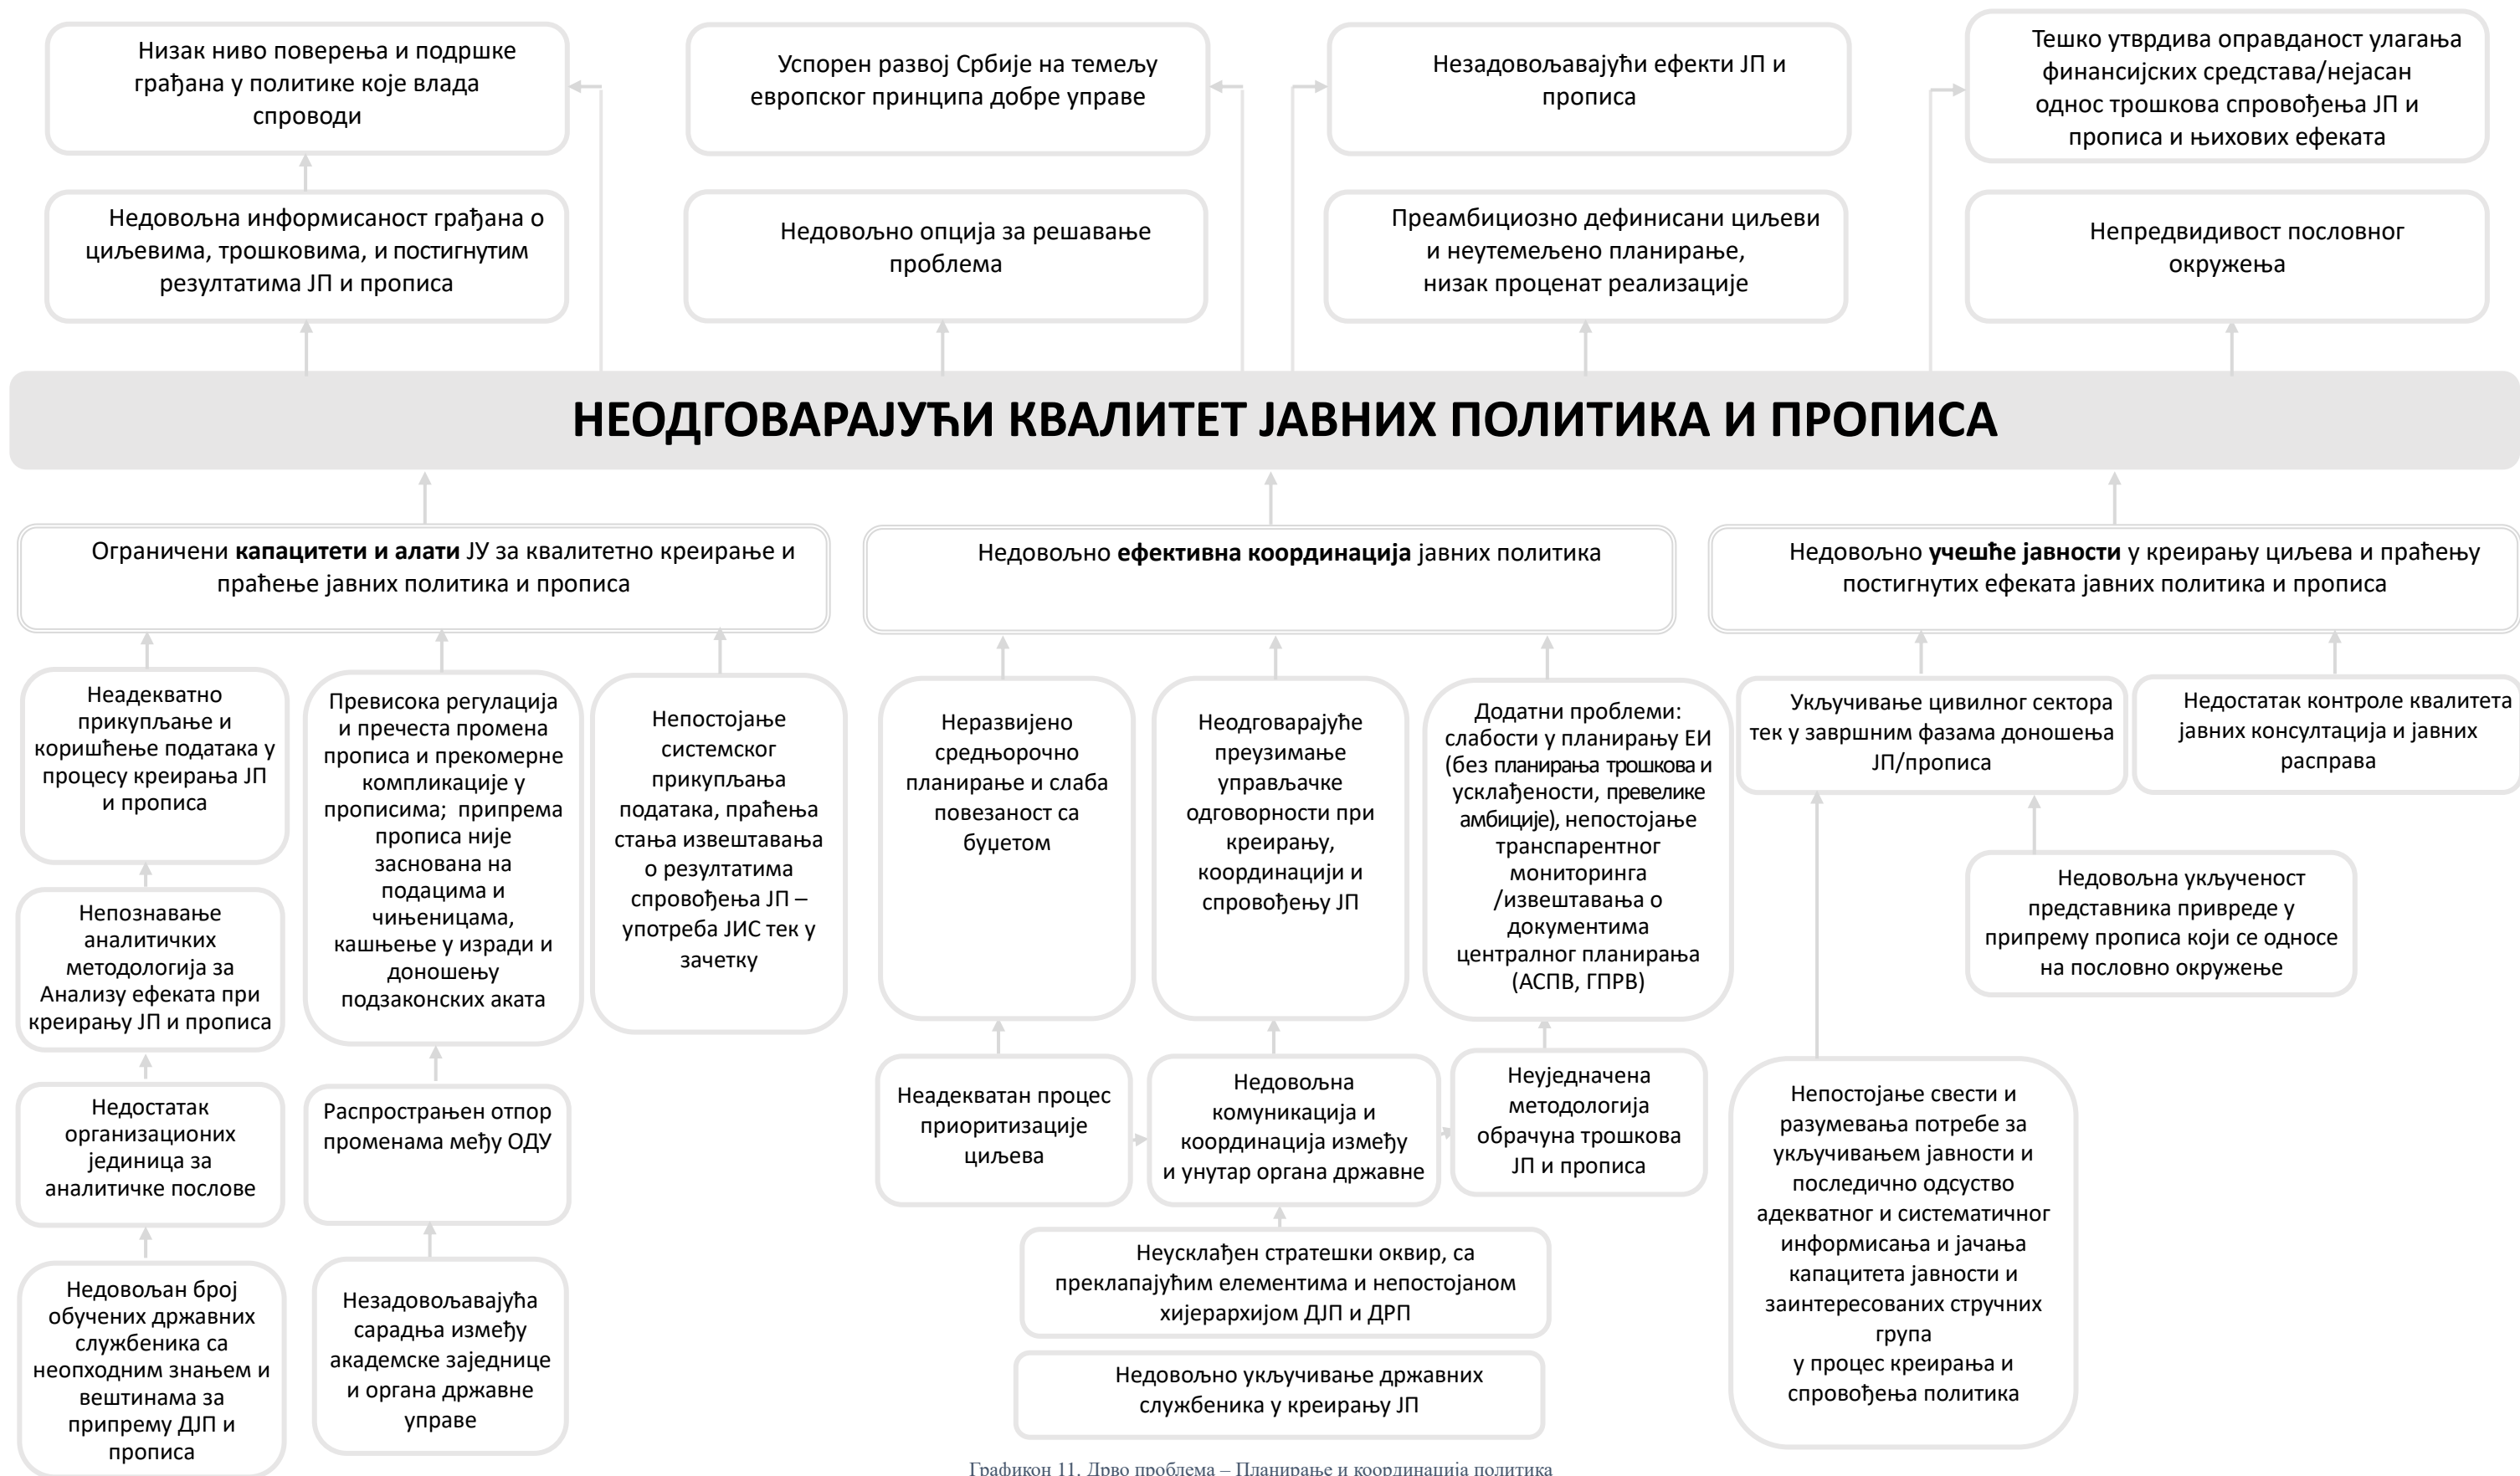 Низак ниво поверења и подршке
грађана у политике које влада
спроводи
Успорен развој Србије на темељу
европског принципа добре управе
Незадовољавајући ефекти ЈП и
прописа
Тешко утврдива оправданост улагања
финансијских средстава/нејасан
однос трошкова спровођења ЈП и
прописа и њихових ефеката
Недовољна информисаност грађана о
циљевима, трошковима, и постигнутим
резултатима ЈП и прописа
Недовољно опција за решавање
проблема
Преамбициозно дефинисани циљеви
и неутемељено планирање,
низак проценат реализације
Непредвидивост пословног
окружења
НЕОДГОВАРАЈУЋИ КВАЛИТЕТ ЈАВНИХ ПОЛИТИКА И ПРОПИСА
Ограничени капацитети и алати ЈУ за квалитетно креирање и
праћење јавних политика и прописа
Недовољно ефективна координација јавних политика
Недовољно учешће јавности у креирању циљева и праћењу
постигнутих ефеката јавних политика и прописа
Неадекватно
прикупљање и
коришћење података у
процесу креирања ЈП
и прописа
Превисока регулација
и пречеста промена
прописа и прекомерне
компликације у
прописима;  припрема
прописа није
заснована на
подацима и
чињеницама,
кашњење у изради и
доношењу
подзаконских аката
Непостојање
системског
прикупљања
података, праћења
стања извештавања
о резултатима
спровођења ЈП –
употреба ЈИС тек у
зачетку
Неразвијено
средњорочно
планирање и слаба
повезаност са
буџетом
Неодговарајуће
преузимање
управљачке
одговорности при
креирању,
координацији и
спровођењу ЈП
Додатни проблеми:
слабости у планирању ЕИ
(без планирања трошкова и
усклађености, превелике
амбиције), непостојање
транспарентног
мониторинга
/извештавања о
документима
централног планирања
(АСПВ, ГПРВ)
Укључивање цивилног сектора
тек у завршним фазама доношења
ЈП/прописа
Недостатак контроле квалитета
јавних консултација и јавних
расправа
Непознавање
аналитичких
методологија за
Анализу ефеката при
креирању ЈП и прописа
Недовољна укљученост
представника привреде у
припрему прописа који се односе
на пословно окружење
Недостатак
организационих
јединица за
аналитичке послове
Распрострањен отпор
променама међу ОДУ
Неадекватан процес
приоритизације
циљева
Недовољна
комуникација и
координација између
и унутар органа државне
Неуједначена
методологија
обрачуна трошкова
ЈП и прописа
Непостојање свести и
разумевања потребе за
укључивањем јавности и
последично одсуство
адекватног и систематичног
информисања и јачања
капацитета јавности и
заинтересованих стручних
група
у процес креирања и
спровођења политика
Недовољан број
обучених државних
службеника са
неопходним знањем и
вештинама за
припрему ДЈП и
прописа
Незадовољавајућа
сарадња између
академске заједнице
и органа државне
управе
Неусклађен стратешки оквир, са
преклапајућим елементима и непостојаном
хијерархијом ДЈП и ДРП
Недовољно укључивање државних
службеника у креирању ЈП
Графикон 11. Дрво проблема – Планирање и координација политика